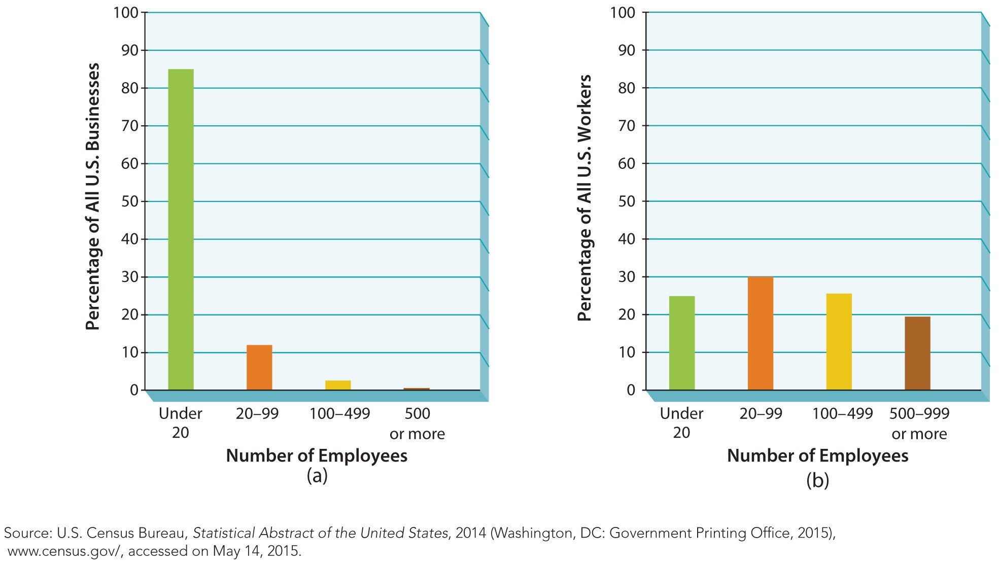 Percentage of All U.S. Businesses
100
90
80
70
60
50
40
30
20
10
0
Under
20
20–99
100–499
500
or more
Number of Employees
(a)
Percentage of All U.S. Workers
100
90
80
70
60
50
40
30
20
10
0
Under
20
20–99
100–499
500–999
or more
Number of Employees
(b)
Source: U.S. Census Bureau, Statistical Abstract of the United States, 2014 (Washington, DC: Government Printing Office, 2015),
www.census.gov/, accessed on May 14, 2015.